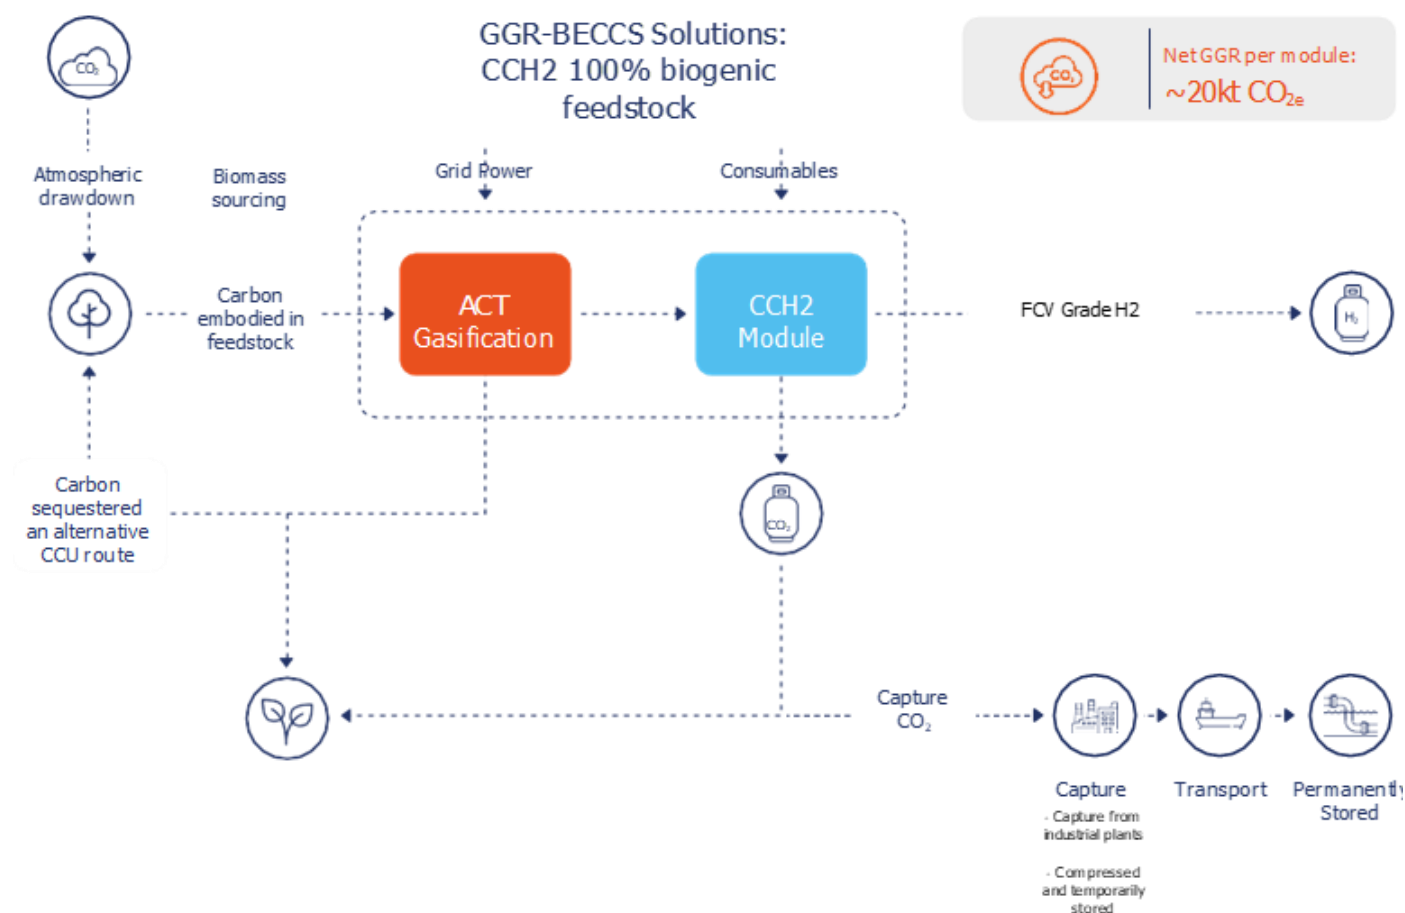 GGR-BECCS Solutions:
CCH2 100% biogenic
feedstock
CO₂
CO₂
Net GGR per module:
~20kt CO₂ₑ
Atmospheric
drawdown
Biomass
sourcing
Grid Power
Consumables
Carbon
embodied in
feedstock
ACT
Gasification
CCH2
Module
FCV Grade H2
H₂
Carbon
sequestered
an alternative
CCU route
CO₂
Capture
CO₂
Capture
- Capture from
industrial plants
- Compressed
and temporarily
stored
Transport
Permanently
Stored